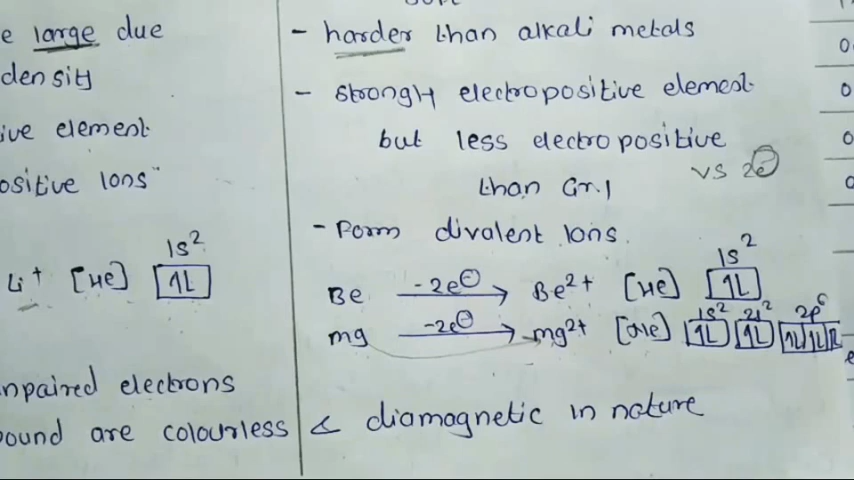 e large due
density
ive element
ositive Ions"
1s²
Li⁺ [He] 1L
npaired electrons
ound are colourless & diamagnetic in nature
- harder than alkali metals
- strongly electropositive element
but less electropositive
than Gr.1
vs 2e⊖
- Form divalent Ions.
1s²
Be -2e⊖ → Be²⁺ [He] 1L
1s² 2s² 2p⁶
mg -2e⊖ → mg²⁺ [Ne] 1L 1L 1L 1L 1L